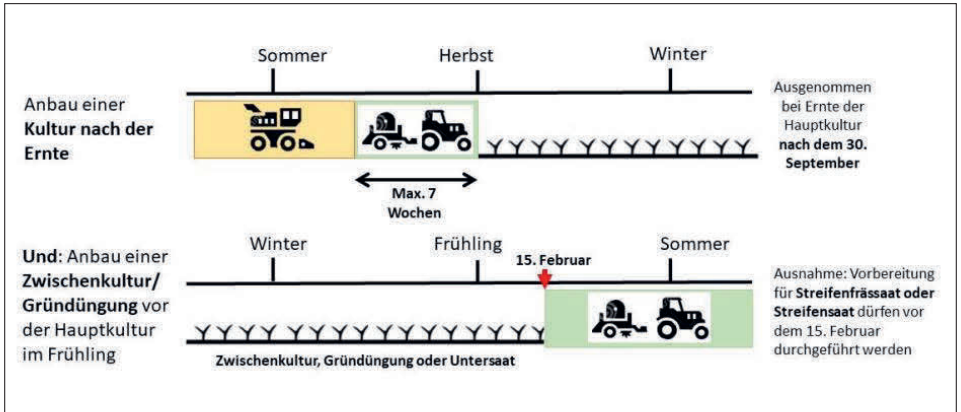 Sommer Herbst Winter
Anbau einer
Kultur nach der
Ernte
Max. 7
Wochen
Ausgenommen
bei Ernte der
Hauptkultur
nach dem 30.
September
Winter Frühling Sommer
15. Februar
Und: Anbau einer
Zwischenkultur/
Gründüngung vor
der Hauptkultur
im Frühling
Zwischenkultur, Gründüngung oder Untersaat
Ausnahme: Vorbereitung
für Streifenfrässaat oder
Streifensaat dürfen vor
dem 15. Februar
durchgeführt werden